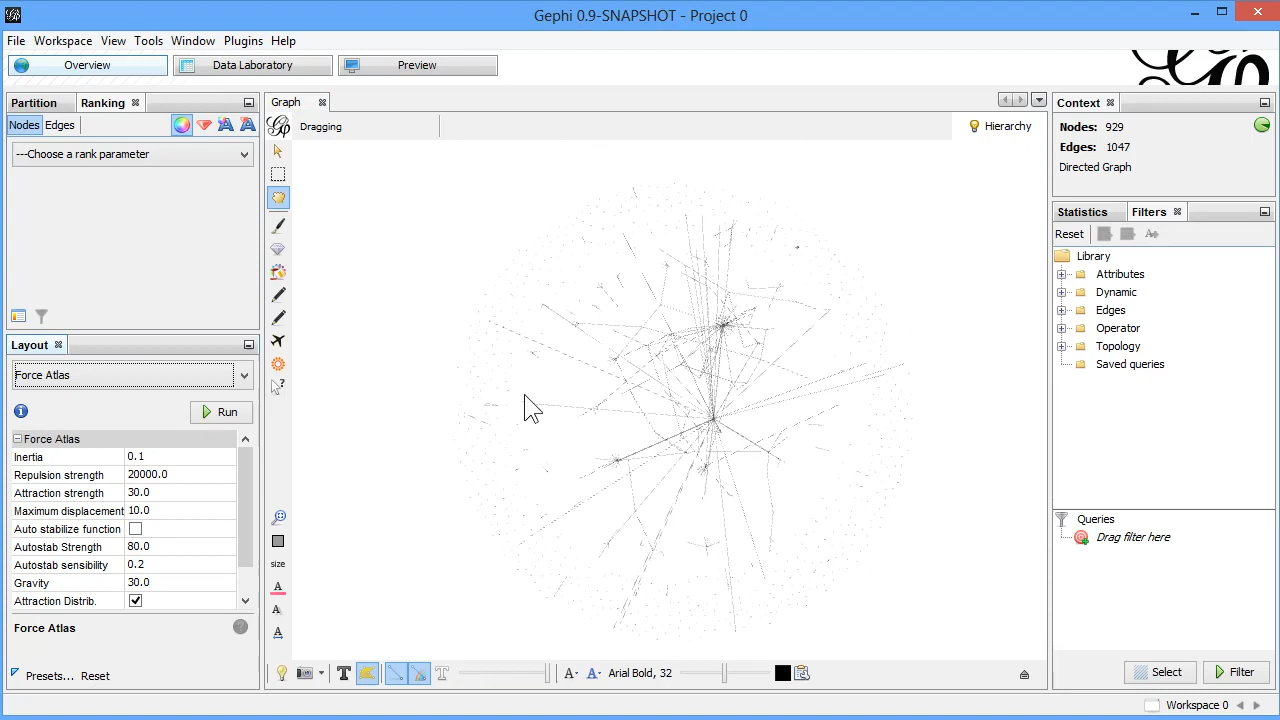 Gephi 0.9-SNAPSHOT - Project 0
File Workspace View Tools Window Plugins Help
Overview Data Laboratory Preview
Partition Ranking
Nodes Edges
---Choose a rank parameter
Layout
Force Atlas
Run
Force Atlas
Inertia 0.1
Repulsion strength 20000.0
Attraction strength 30.0
Maximum displacement 10.0
Auto stabilize function
Autostab Strength 80.0
Autostab sensibility 0.2
Gravity 30.0
Attraction Distrib.
Force Atlas
Presets... Reset
Graph
Dragging
Hierarchy
size
Arial Bold, 32
Context
Nodes: 929
Edges: 1047
Directed Graph
Statistics Filters
Reset
Library
Attributes
Dynamic
Edges
Operator
Topology
Saved queries
Queries
Drag filter here
Select Filter
Workspace 0